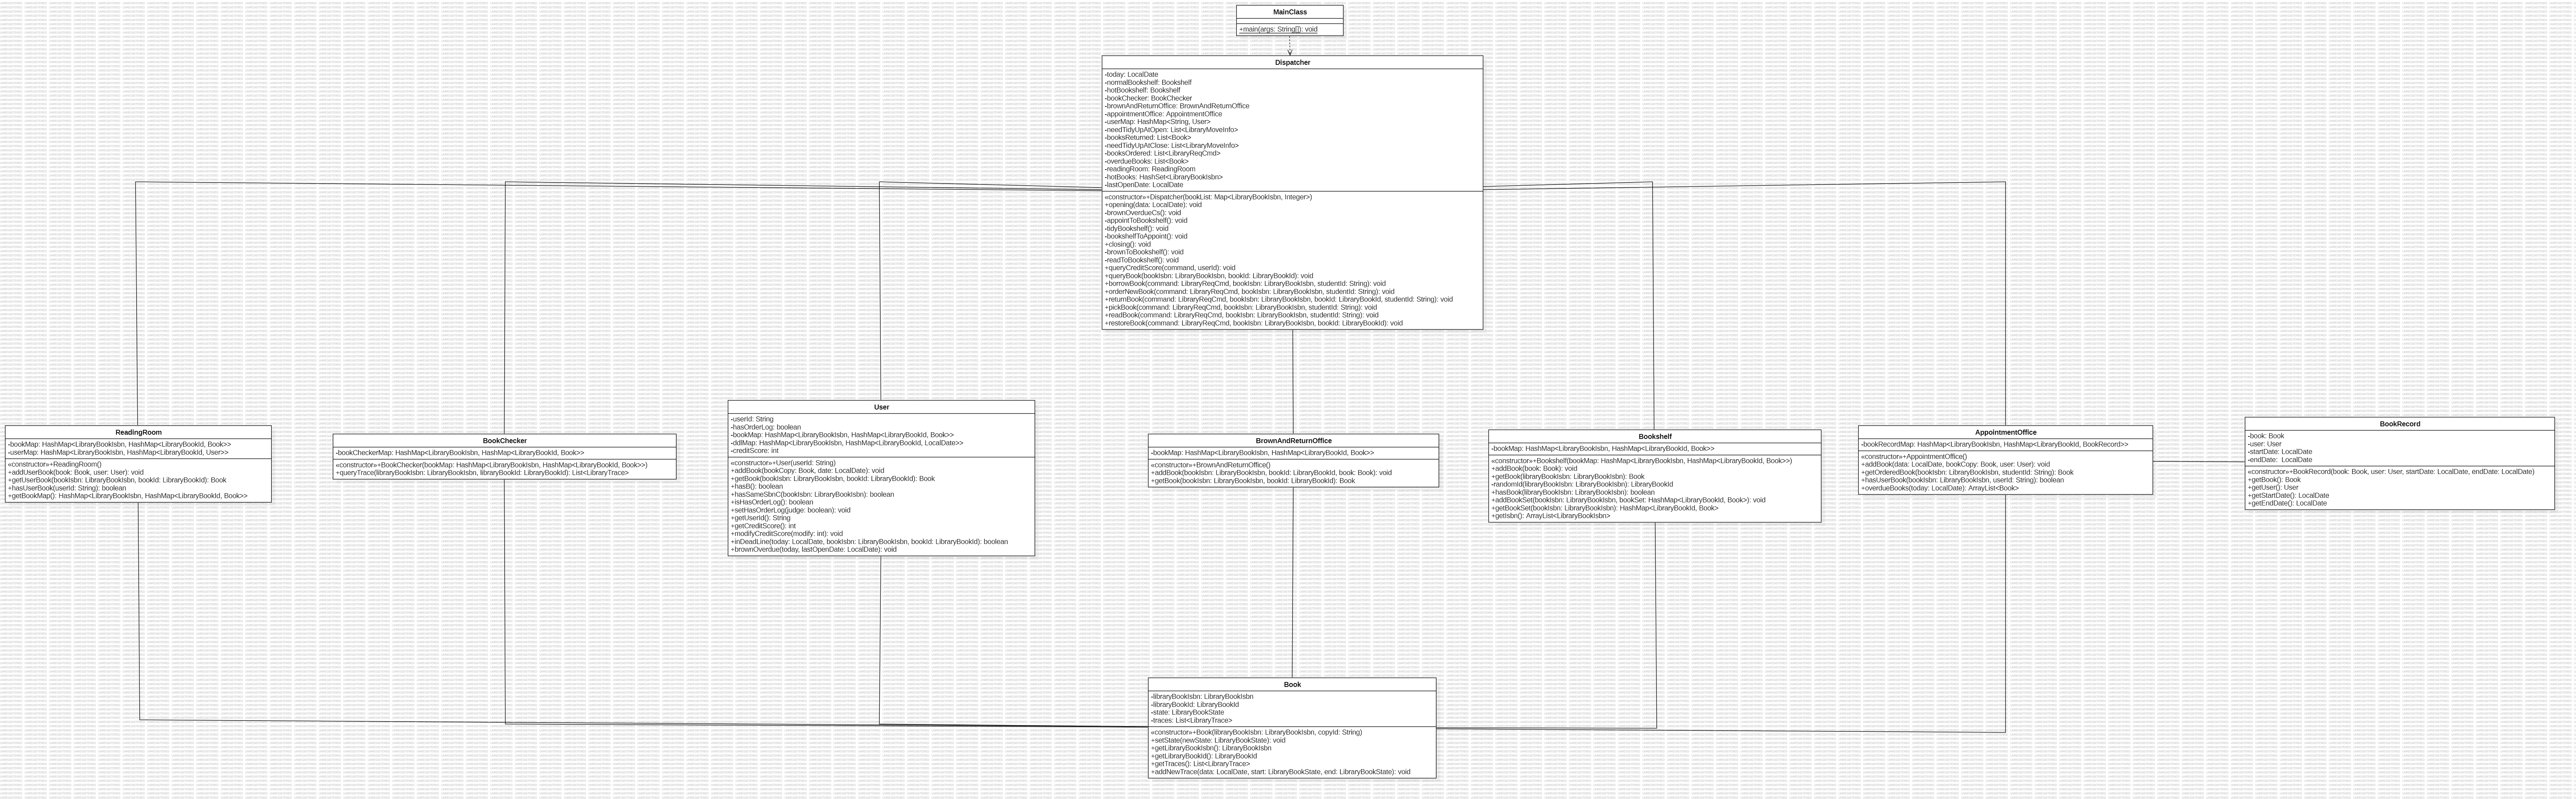 MainClass
+main(args: String[]): void
Dispatcher
-today: LocalDate
-normalBookshelf: Bookshelf
-hotBookshelf: Bookshelf
-bookChecker: BookChecker
-brownAndReturnOffice: BrownAndReturnOffice
-appointmentOffice: AppointmentOffice
-userMap: HashMap<String, User>
-needTidyUpAtOpen: List<LibraryMoveInfo>
-booksReturned: List<Book>
-needTidyUpAtClose: List<LibraryMoveInfo>
-booksOrdered: List<LibraryReqCmd>
-overdueBooks: List<Book>
-readingRoom: ReadingRoom
-hotBooks: HashSet<LibraryBookIsbn>
-lastOpenDate: LocalDate
«constructor»+Dispatcher(bookList: Map<LibraryBookIsbn, Integer>)
+opening(data: LocalDate): void
-brownOverdueCs(): void
-appointToBookshelf(): void
-tidyBookshelf(): void
-bookshelfToAppoint(): void
+closing(): void
-brownToBookshelf(): void
-readToBookshelf(): void
+queryCreditScore(command, userId): void
+queryBook(bookIsbn: LibraryBookIsbn, bookId: LibraryBookId): void
+borrowBook(command: LibraryReqCmd, bookIsbn: LibraryBookIsbn, studentId: String): void
+orderNewBook(command: LibraryReqCmd, bookIsbn: LibraryBookIsbn, studentId: String): void
+returnBook(command: LibraryReqCmd, bookIsbn: LibraryBookIsbn, bookId: LibraryBookId, studentId: String): void
+pickBook(command: LibraryReqCmd, bookIsbn: LibraryBookIsbn, studentId: String): void
+readBook(command: LibraryReqCmd, bookIsbn: LibraryBookIsbn, studentId: String): void
+restoreBook(command: LibraryReqCmd, bookIsbn: LibraryBookIsbn, bookId: LibraryBookId): void
ReadingRoom
-bookMap: HashMap<LibraryBookIsbn, HashMap<LibraryBookId, Book>>
-userMap: HashMap<LibraryBookIsbn, HashMap<LibraryBookId, User>>
«constructor»+ReadingRoom()
+addUserBook(book: Book, user: User): void
+getUserBook(bookIsbn: LibraryBookIsbn, bookId: LibraryBookId): Book
+hasUserBook(userId: String): boolean
+getBookMap(): HashMap<LibraryBookIsbn, HashMap<LibraryBookId, Book>>
BookChecker
-bookCheckerMap: HashMap<LibraryBookIsbn, HashMap<LibraryBookId, Book>>
«constructor»+BookChecker(bookMap: HashMap<LibraryBookIsbn, HashMap<LibraryBookId, Book>>)
+queryTrace(libraryBookIsbn: LibraryBookIsbn, libraryBookId: LibraryBookId): List<LibraryTrace>
User
-userId: String
-hasOrderLog: boolean
-bookMap: HashMap<LibraryBookIsbn, HashMap<LibraryBookId, Book>>
-ddlMap: HashMap<LibraryBookIsbn, HashMap<LibraryBookId, LocalDate>>
-creditScore: int
«constructor»+User(userId: String)
+addBook(bookCopy: Book, date: LocalDate): void
+getBook(bookIsbn: LibraryBookIsbn, bookId: LibraryBookId): Book
+hasB(): boolean
+hasSameSbnC(bookIsbn: LibraryBookIsbn): boolean
+isHasOrderLog(): boolean
+setHasOrderLog(judge: boolean): void
+getUserId(): String
+getCreditScore(): int
+modifyCreditScore(modify: int): void
+inDeadLine(today: LocalDate, bookIsbn: LibraryBookIsbn, bookId: LibraryBookId): boolean
+brownOverdue(today, lastOpenDate: LocalDate): void
BrownAndReturnOffice
-bookMap: HashMap<LibraryBookIsbn, HashMap<LibraryBookId, Book>>
«constructor»+BrownAndReturnOffice()
+addBook(bookIsbn: LibraryBookIsbn, bookId: LibraryBookId, book: Book): void
+getBook(bookIsbn: LibraryBookIsbn, bookId: LibraryBookId): Book
Bookshelf
-bookMap: HashMap<LibraryBookIsbn, HashMap<LibraryBookId, Book>>
«constructor»+Bookshelf(bookMap: HashMap<LibraryBookIsbn, HashMap<LibraryBookId, Book>>)
+addBook(book: Book): void
+getBook(libraryBookIsbn: LibraryBookIsbn): Book
-randomId(libraryBookIsbn: LibraryBookIsbn): LibraryBookId
+hasBook(libraryBookIsbn: LibraryBookIsbn): boolean
+addBookSet(bookIsbn: LibraryBookIsbn, bookSet: HashMap<LibraryBookId, Book>): void
+getBookSet(bookIsbn: LibraryBookIsbn): HashMap<LibraryBookId, Book>
+getIsbn(): ArrayList<LibraryBookIsbn>
AppointmentOffice
-bookRecordMap: HashMap<LibraryBookIsbn, HashMap<LibraryBookId, BookRecord>>
«constructor»+AppointmentOffice()
+addBook(data: LocalDate, bookCopy: Book, user: User): void
+getOrderedBook(bookIsbn: LibraryBookIsbn, studentId: String): Book
+hasUserBook(bookIsbn: LibraryBookIsbn, userId: String): boolean
+overdueBooks(today: LocalDate): ArrayList<Book>
BookRecord
-book: Book
-user: User
-startDate: LocalDate
-endDate: LocalDate
«constructor»+BookRecord(book: Book, user: User, startDate: LocalDate, endDate: LocalDate)
+getBook(): Book
+getUser(): User
+getStartDate(): LocalDate
+getEndDate(): LocalDate
Book
-libraryBookIsbn: LibraryBookIsbn
-libraryBookId: LibraryBookId
-state: LibraryBookState
-traces: List<LibraryTrace>
«constructor»+Book(libraryBookIsbn: LibraryBookIsbn, copyId: String)
+setState(newState: LibraryBookState): void
+getLibraryBookIsbn(): LibraryBookIsbn
+getLibraryBookId(): LibraryBookId
+getTraces(): List<LibraryTrace>
+addNewTrace(data: LocalDate, start: LibraryBookState, end: LibraryBookState): void